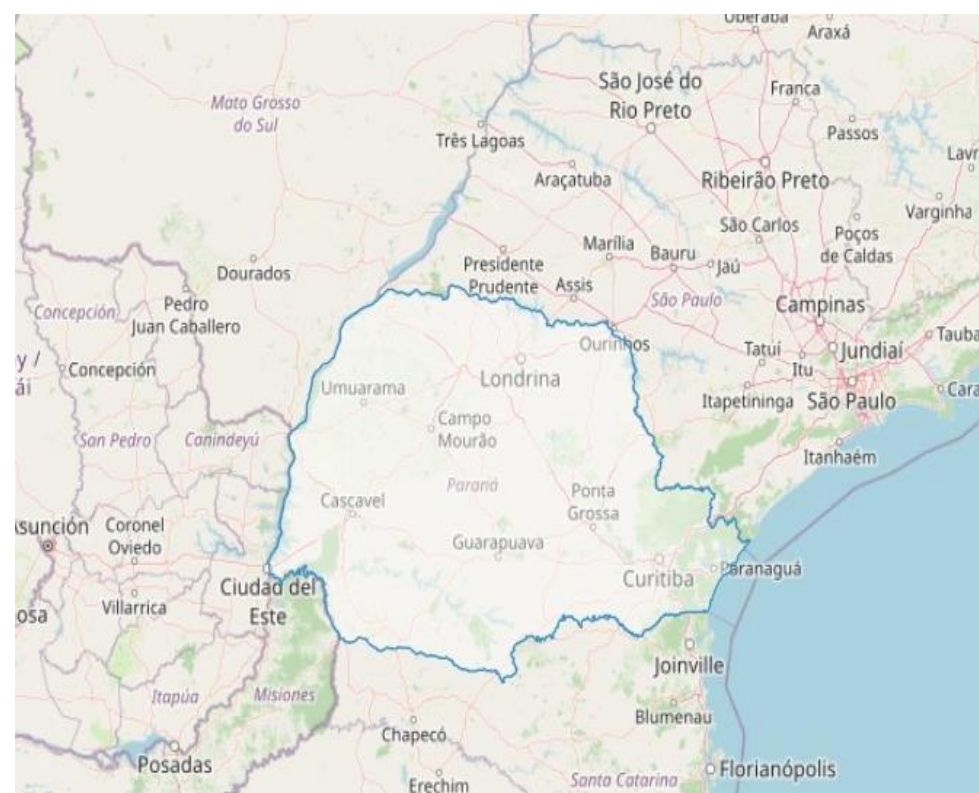 Uberaba
Araxá
São José do
Rio Preto
Franca
Mato Grosso
do Sul
Três Lagoas
Passos
Araçatuba
Ribeirão Preto
Varginha
São Carlos
Poços
de Caldas
Marília
Bauru
Jaú
Presidente
Prudente
Assis
Dourados
São Paulo
Campinas
Concepción
Pedro
Juan Caballero
Ourinhos
Tatuí
Jundiaí
Itu
Concepción
Londrina
Umuarama
Itapetininga
São Paulo
Campo
Mourão
San Pedro
Canindeyú
Itanhaém
Paraná
Ponta
Grossa
Cascavel
Coronel
Oviedo
Guarapuava
Curitiba
Paranaguá
Ciudad del
Este
Villarrica
Joinville
Itapúa
Misiones
Blumenau
Chapecó
Posadas
Florianópolis
Santa Catarina
Erechim